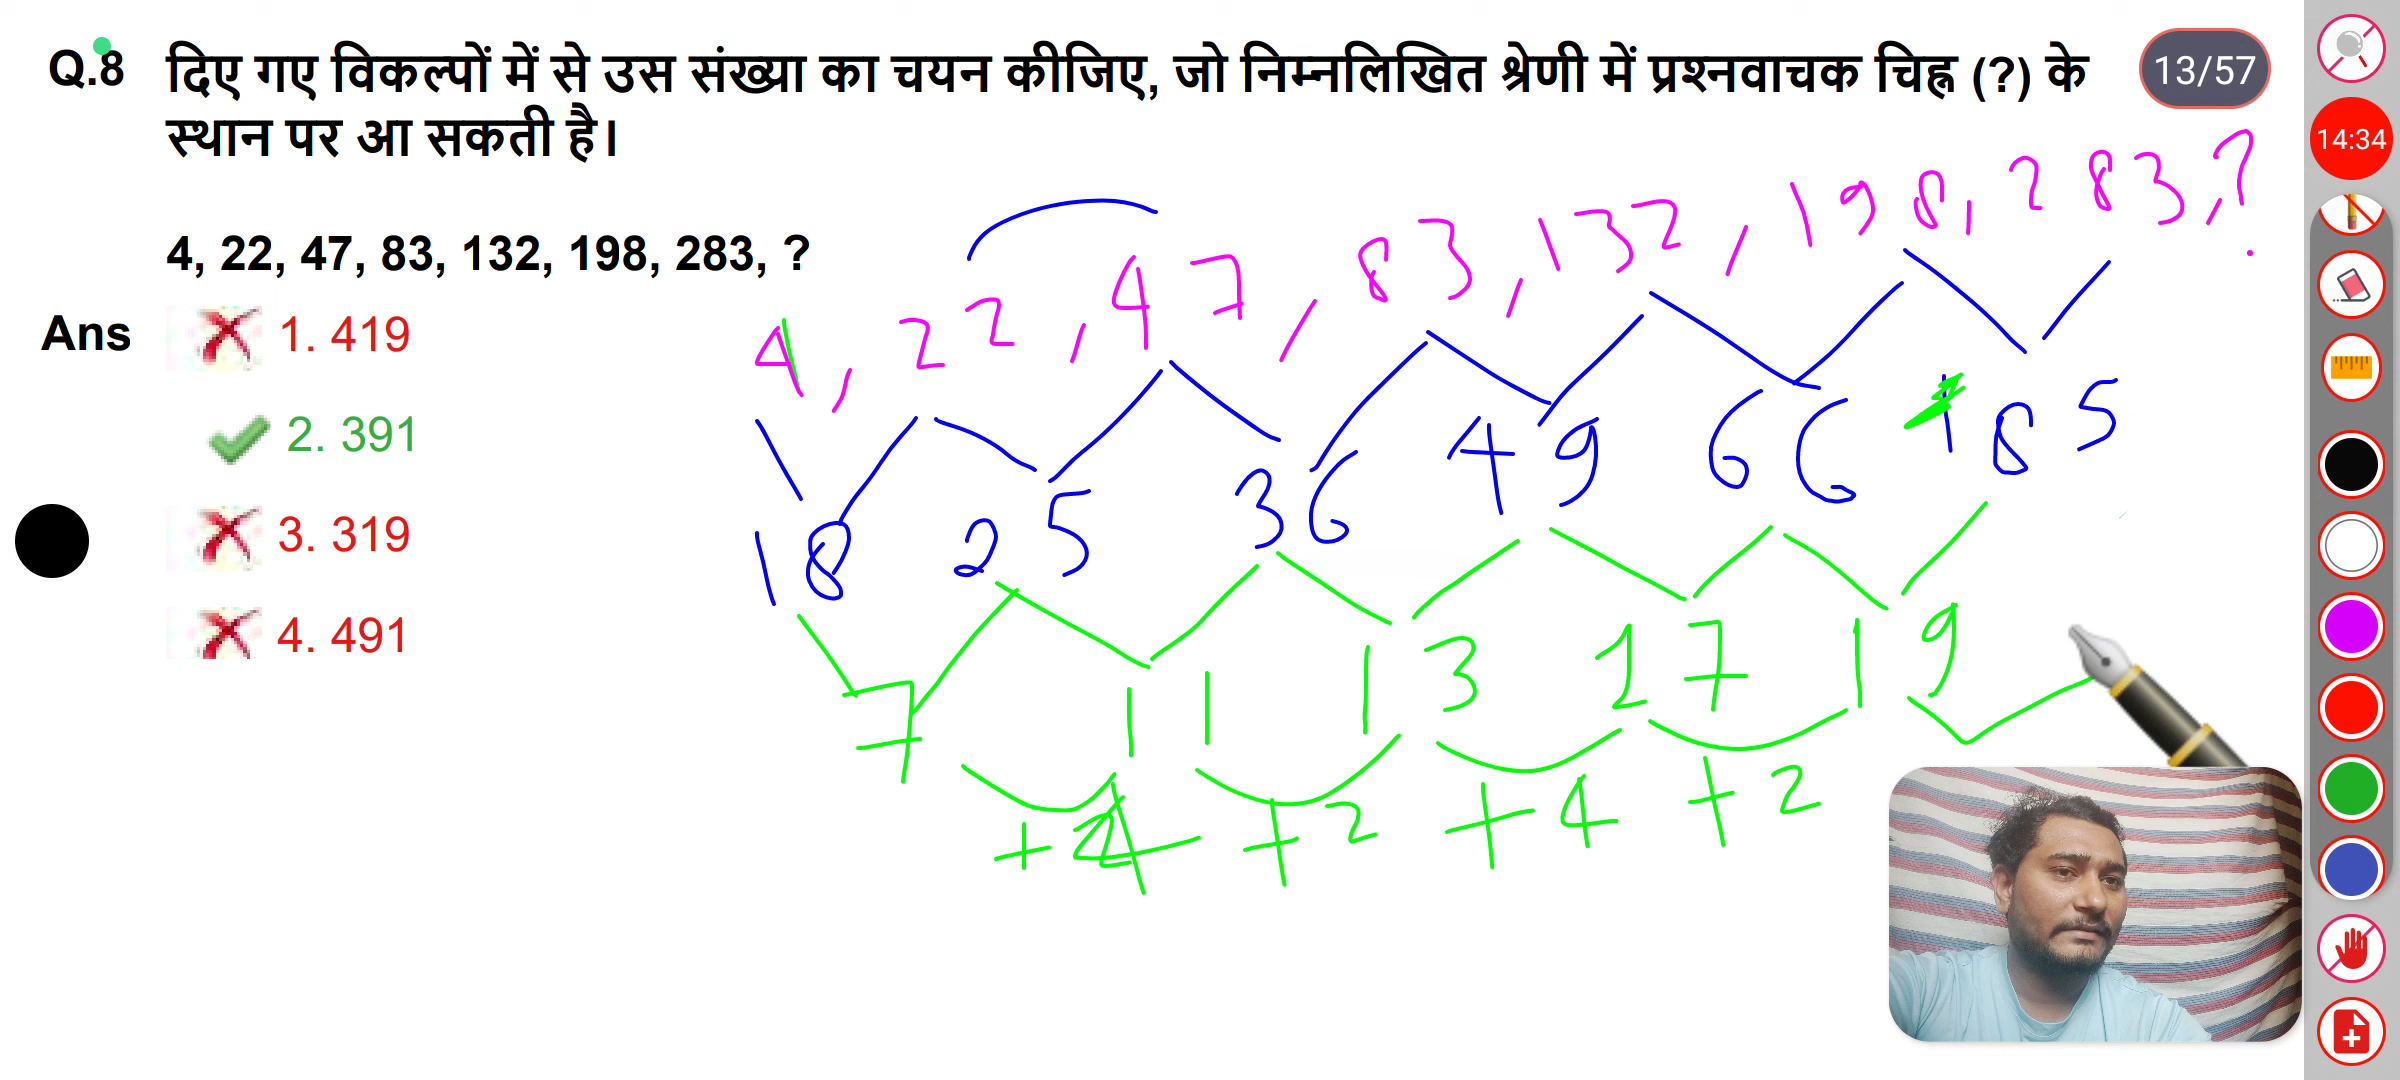 Q.8 दिए गए विकल्पों में से उस संख्या का चयन कीजिए, जो निम्नलिखित श्रेणी में प्रश्नवाचक चिह्न (?) के
13/57
स्थान पर आ सकती है।
14:34
4, 22, 47, 83, 132, 198, 283, ?
4, 22, 47, 83, 132, 198, 283, ?
Ans 1. 419
2. 391
3. 319
4. 491
18 25 36 49 66 85
7 11 13 17 19
+4 +2 +4 +2